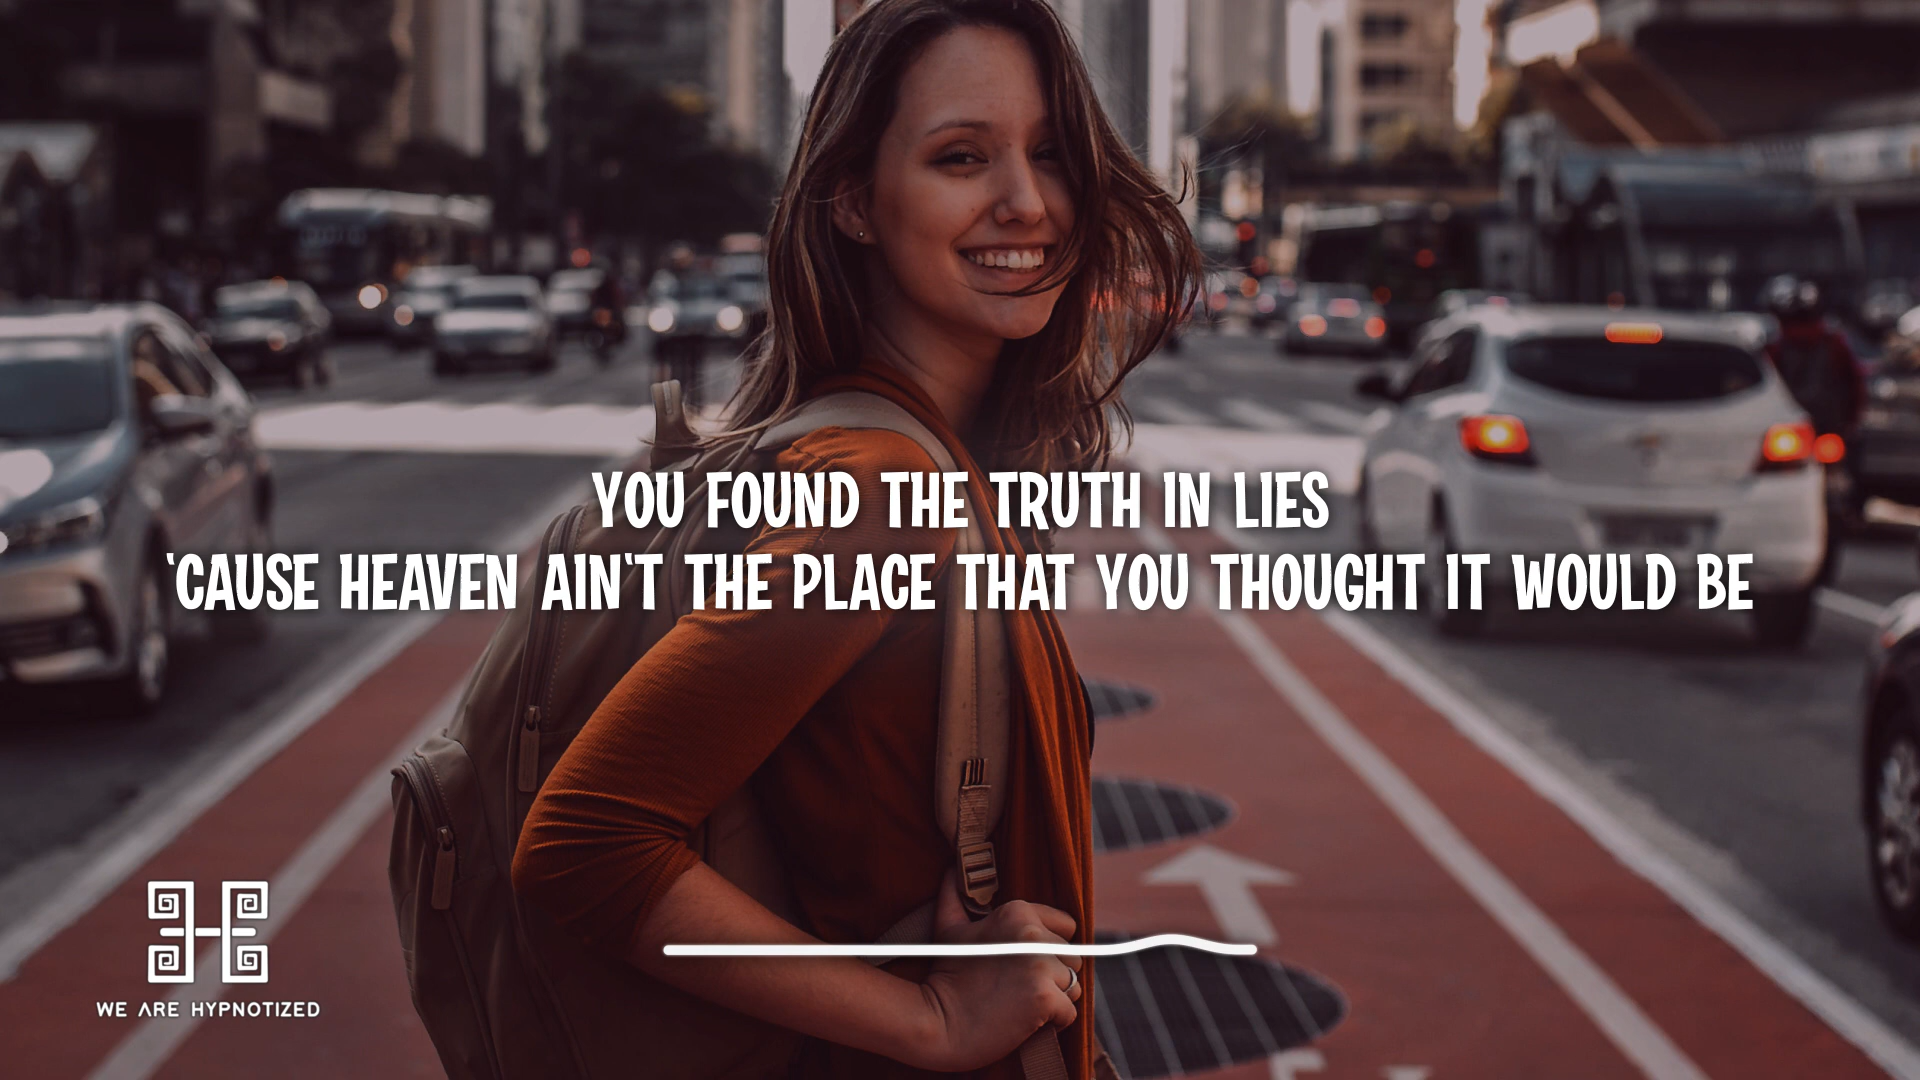 YOU FOUND THE TRUTH IN LIES
'CAUSE HEAVEN AIN'T THE PLACE THAT YOU THOUGHT IT WOULD BE
WE ARE HYPNOTIZED